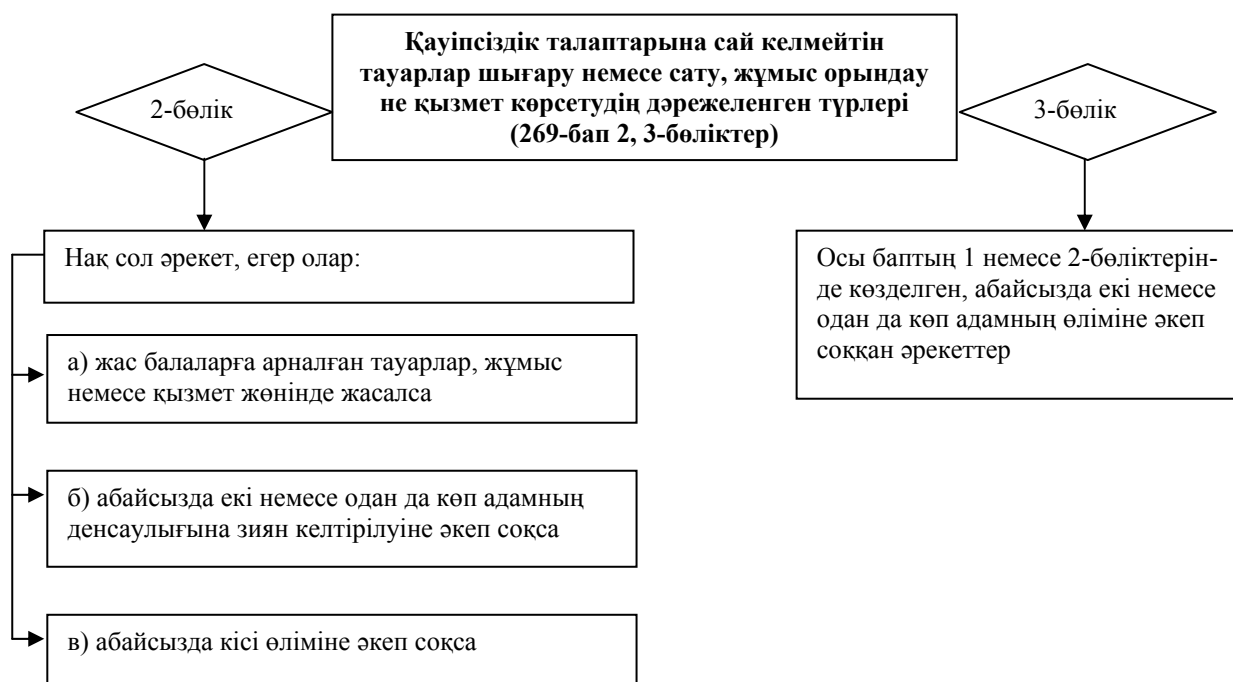 Қауіпсіздік талаптарына сай келмейтін
тауарлар шығару немесе сату, жұмыс орындау
не қызмет көрсетудің дәрежеленген түрлері
(269-бап 2, 3-бөліктер)
2-бөлік
3-бөлік
Нақ сол әрекет, егер олар:
а) жас балаларға арналған тауарлар, жұмыс
немесе қызмет жөнінде жасалса
б) абайсызда екі немесе одан да көп адамның
денсаулығына зиян келтірілуіне әкеп соқса
в) абайсызда кісі өліміне әкеп соқса
Осы баптың 1 немесе 2-бөліктерін-
де көзделген, абайсызда екі немесе
одан да көп адамның өліміне әкеп
соққан әрекеттер